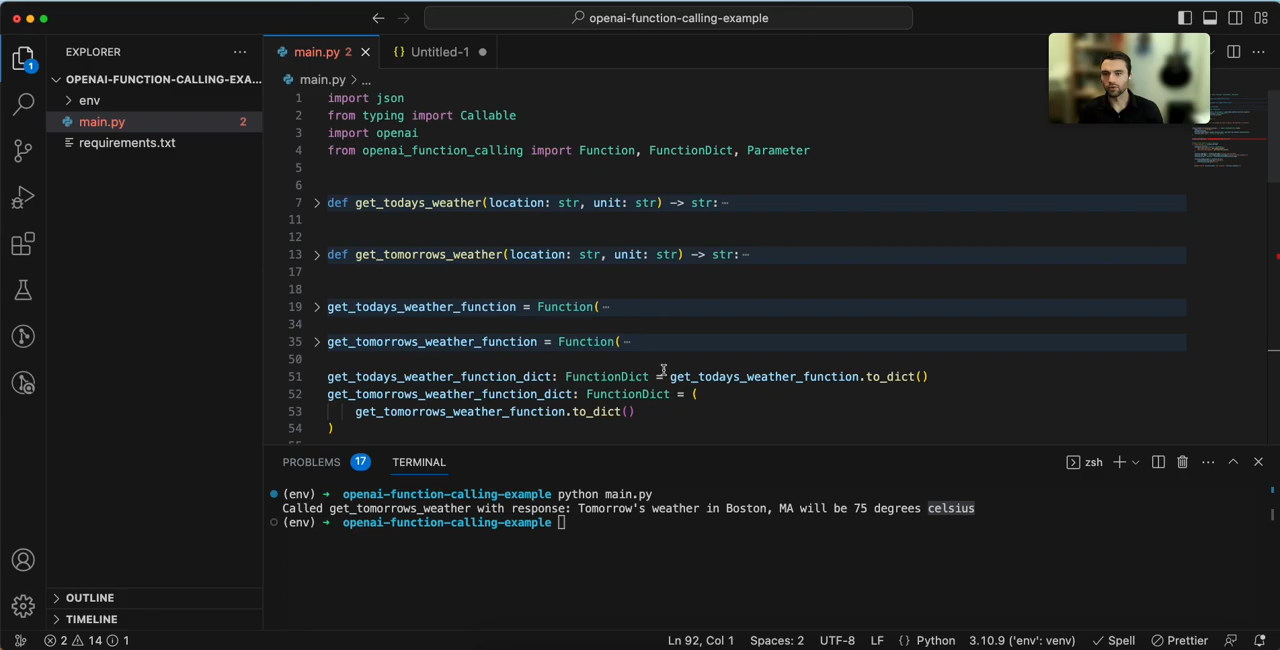 openai-function-calling-example
EXPLORER
main.py 2
Untitled-1
OPENAI-FUNCTION-CALLING-EXA...
env
main.py 2
requirements.txt
main.py > ...
1 import json
2 from typing import Callable
3 import openai
4 from openai_function_calling import Function, FunctionDict, Parameter
5
6
7 def get_todays_weather(location: str, unit: str) -> str:
11
12
13 def get_tomorrows_weather(location: str, unit: str) -> str:
17
18
19 get_todays_weather_function = Function(
34
35 get_tomorrows_weather_function = Function(
50
51 get_todays_weather_function_dict: FunctionDict = get_todays_weather_function.to_dict()
52 get_tomorrows_weather_function_dict: FunctionDict = (
53 get_tomorrows_weather_function.to_dict()
54 )
PROBLEMS 17 TERMINAL
zsh
(env) → openai-function-calling-example python main.py
Called get_tomorrows_weather with response: Tomorrow's weather in Boston, MA will be 75 degrees celsius
(env) → openai-function-calling-example
OUTLINE
TIMELINE
1
2 14 1
Ln 92, Col 1 Spaces: 2 UTF-8 LF {} Python 3.10.9 ('env': venv) Spell Prettier